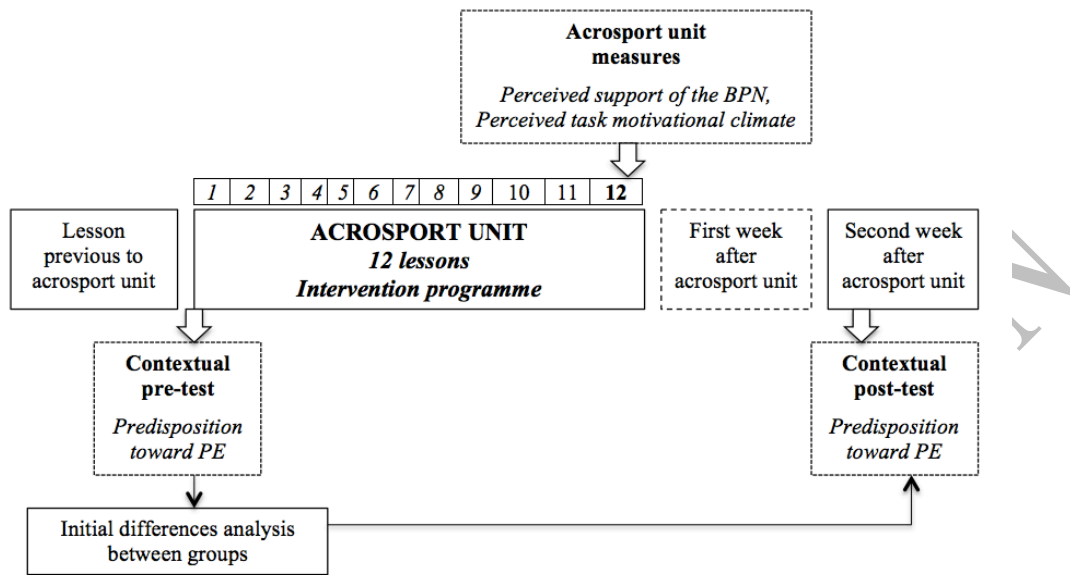 Acrosport unit
measures
Perceived support of the BPN,
Perceived task motivational climate
1 2 3 4 5 6 7 8 9 10 11 12
Lesson
previous to
acrosport unit
ACROSPORT UNIT
12 lessons
Intervention programme
First week
after
acrosport unit
Second week
after
acrosport unit
Contextual
pre-test
Predisposition
toward PE
Contextual
post-test
Predisposition
toward PE
Initial differences analysis
between groups